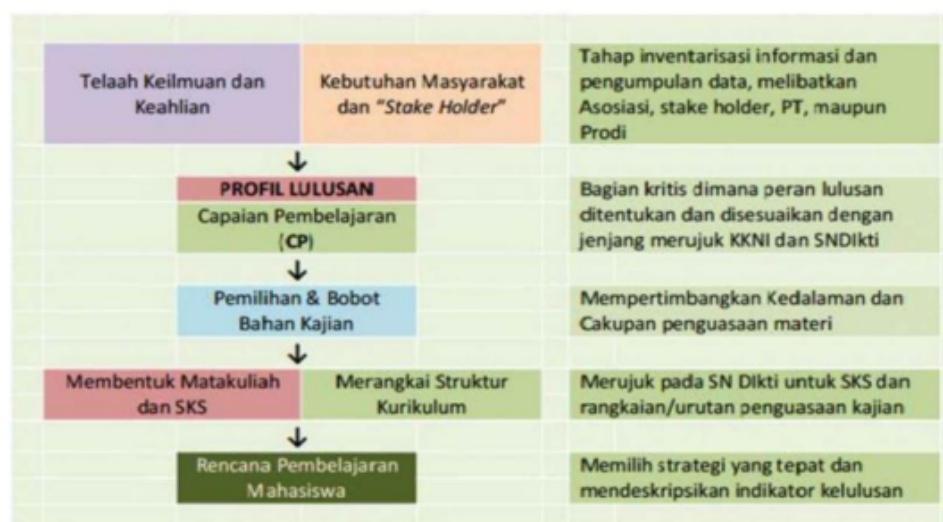 Telaah Keilmuan dan
Keahlian
Kebutuhan Masyarakat
dan "Stake Holder"
Tahap inventarisasi informasi dan
pengumpulan data, melibatkan
Asosiasi, stake holder, PT, maupun
Prodi
PROFIL LULUSAN
Capaian Pembelajaran
(CP)
Bagian kritis dimana peran lulusan
ditentukan dan disesuaikan dengan
jenjang merujuk KKNI dan SNDIkti
Pemilihan & Bobot
Bahan Kajian
Mempertimbangkan Kedalaman dan
Cakupan penguasaan materi
Membentuk Matakuliah
dan SKS
Merangkai Struktur
Kurikulum
Merujuk pada SN DIkti untuk SKS dan
rangkaian/urutan penguasaan kajian
Rencana Pembelajaran
Mahasiswa
Memilih strategi yang tepat dan
mendeskripsikan indikator kelulusan